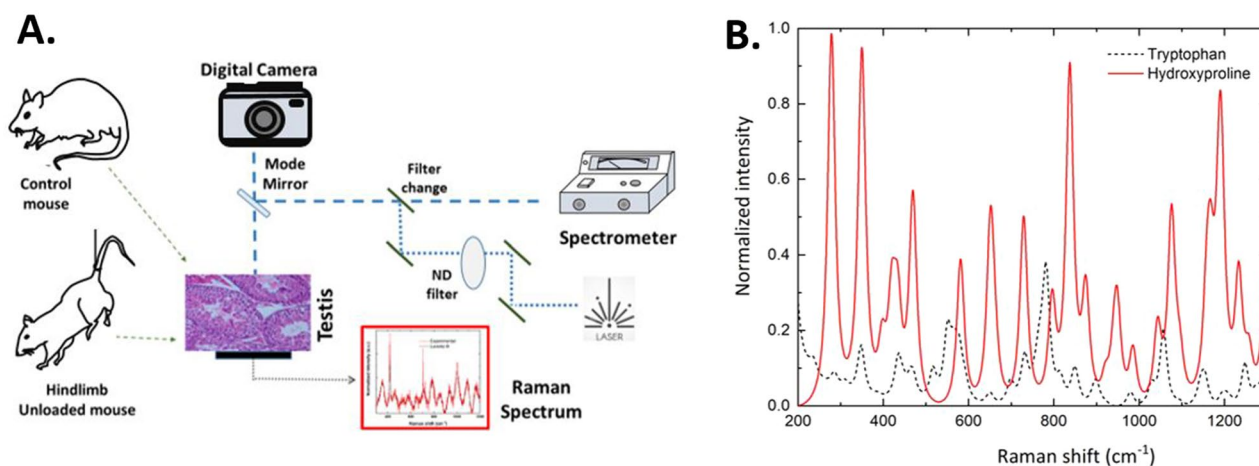 A.
Digital Camera
Control
mouse
Mode
Mirror
Filter
change
Spectrometer
ND
filter
LASER
Testis
Hindlimb
Unloaded mouse
Raman
Spectrum
B.
Tryptophan
Hydroxyproline
Normalized intensity
1.0
0.8
0.6
0.4
0.2
0.0
200
400
600
800
1000
1200
Raman shift (cm⁻¹)